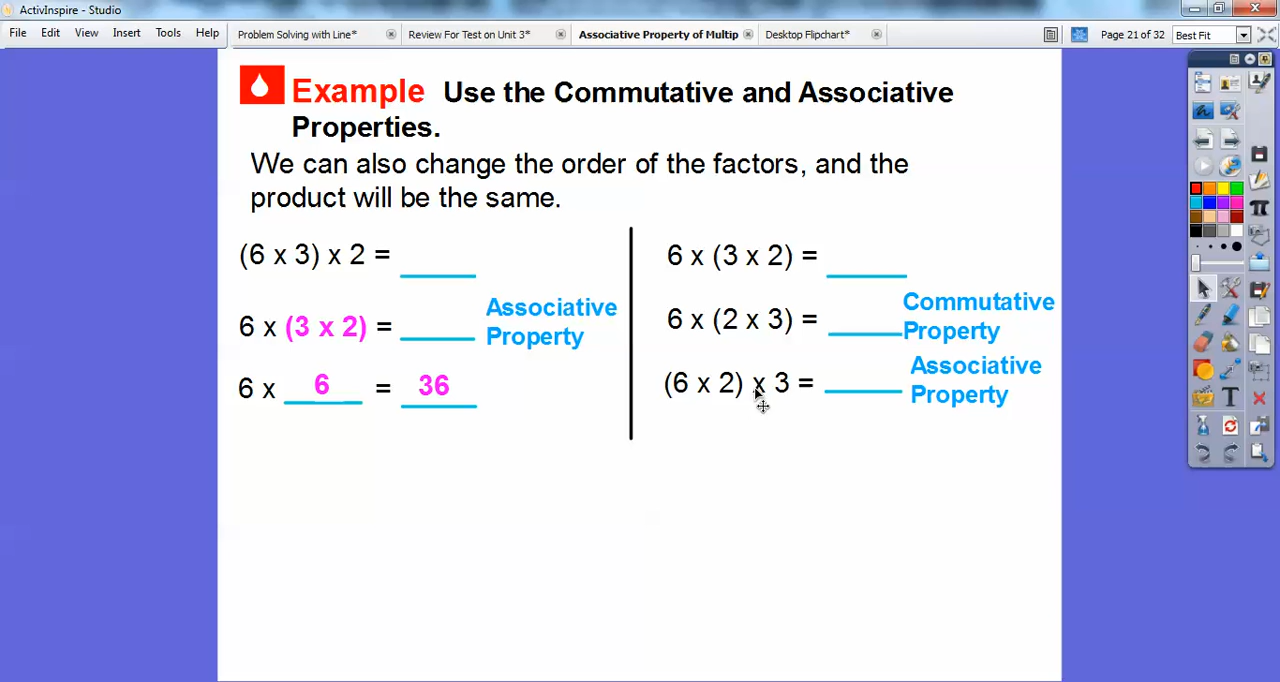 ActivInspire - Studio
File Edit View Insert Tools Help
Problem Solving with Line* Review For Test on Unit 3* Associative Property of Multip Desktop Flipchart* Page 21 of 32 Best Fit
Example Use the Commutative and Associative
Properties.
We can also change the order of the factors, and the
product will be the same.
(6 x 3) x 2 =
6 x (3 x 2) =
Associative
Property
6 x 6 = 36
6 x (3 x 2) =
6 x (2 x 3) =
Commutative
Property
(6 x 2) x 3 =
Associative
Property